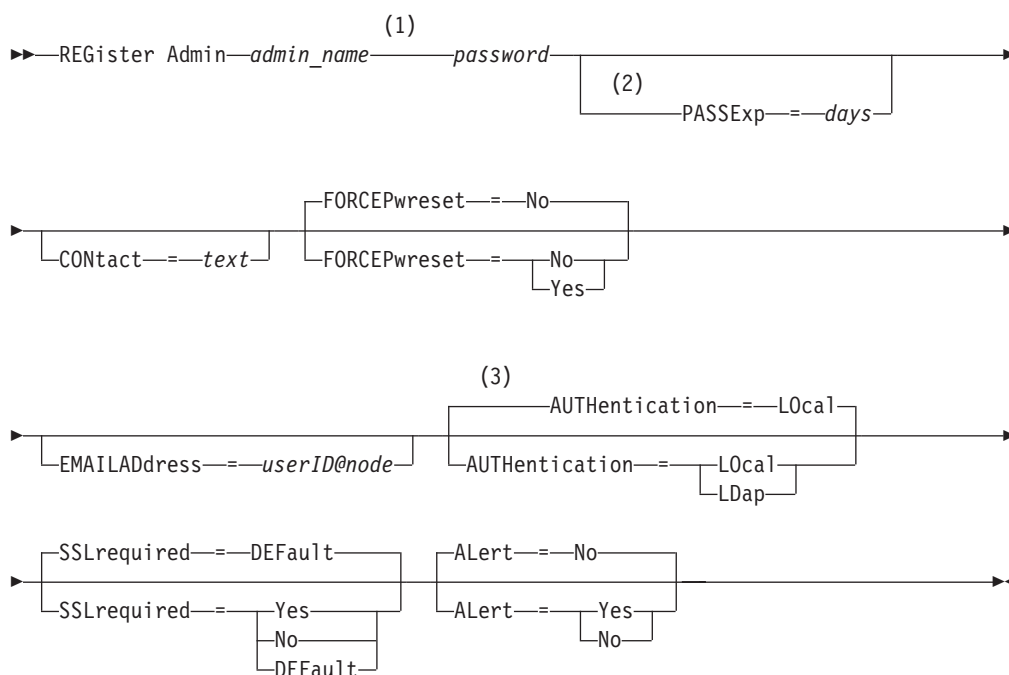 (1)
REGister Admin admin_name password
(2)
PASSExp = days
FORCEPwreset = No
CONtact = text
FORCEPwreset = No
Yes
(3)
AUTHentication = LOcal
EMAILADdress = userID@node
AUTHentication = LOcal
LDap
SSLrequired = DEFault
ALert = No
SSLrequired = Yes
ALert = Yes
No
No
DEFault